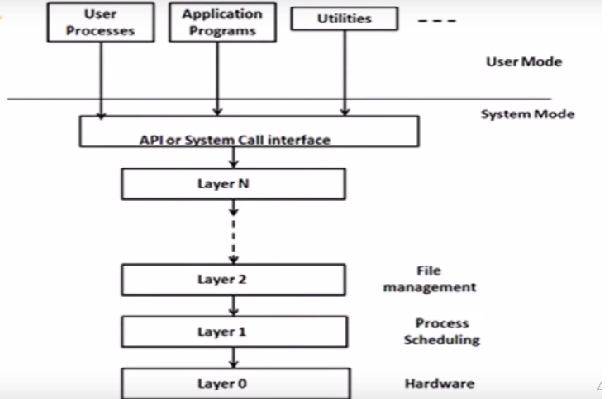 User
Processes
Application
Programs
Utilities
User Mode
System Mode
API or System Call interface
Layer N
Layer 2
File
management
Layer 1
Process
Scheduling
Layer 0
Hardware